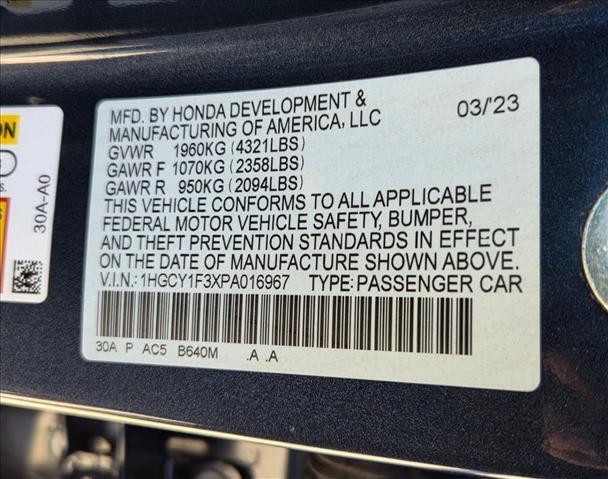 MFD. BY HONDA DEVELOPMENT &
MANUFACTURING OF AMERICA, LLC
03/'23
GVWR 1960KG (4321LBS)
GAWR F 1070KG (2358LBS)
GAWR R 950KG (2094LBS)
THIS VEHICLE CONFORMS TO ALL APPLICABLE
FEDERAL MOTOR VEHICLE SAFETY, BUMPER,
AND THEFT PREVENTION STANDARDS IN EFFECT
ON THE DATE OF MANUFACTURE SHOWN ABOVE.
V.I.N.: 1HGCY1F3XPA016967 TYPE: PASSENGER CAR
30A P AC5 B640M .A .A
ON
S.
30A-A0